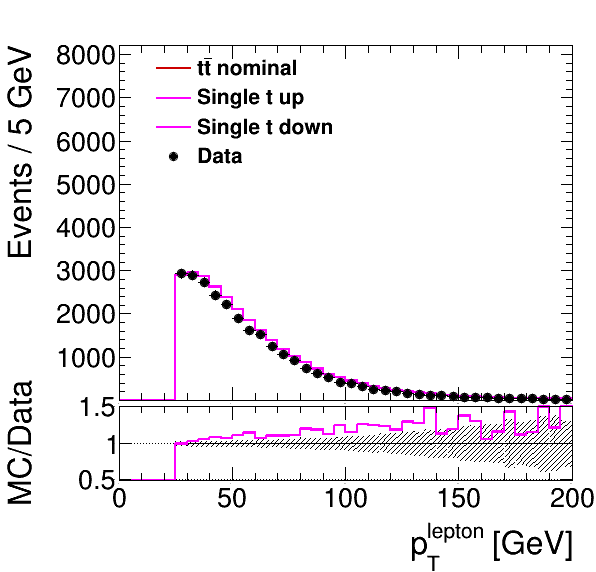 Events / 5 GeV
8000
7000
6000
5000
4000
3000
2000
1000
tt̄ nominal
Single t up
Single t down
Data
MC/Data
1.5
1
0.5
0 50 100 150 200
p_T^lepton [GeV]